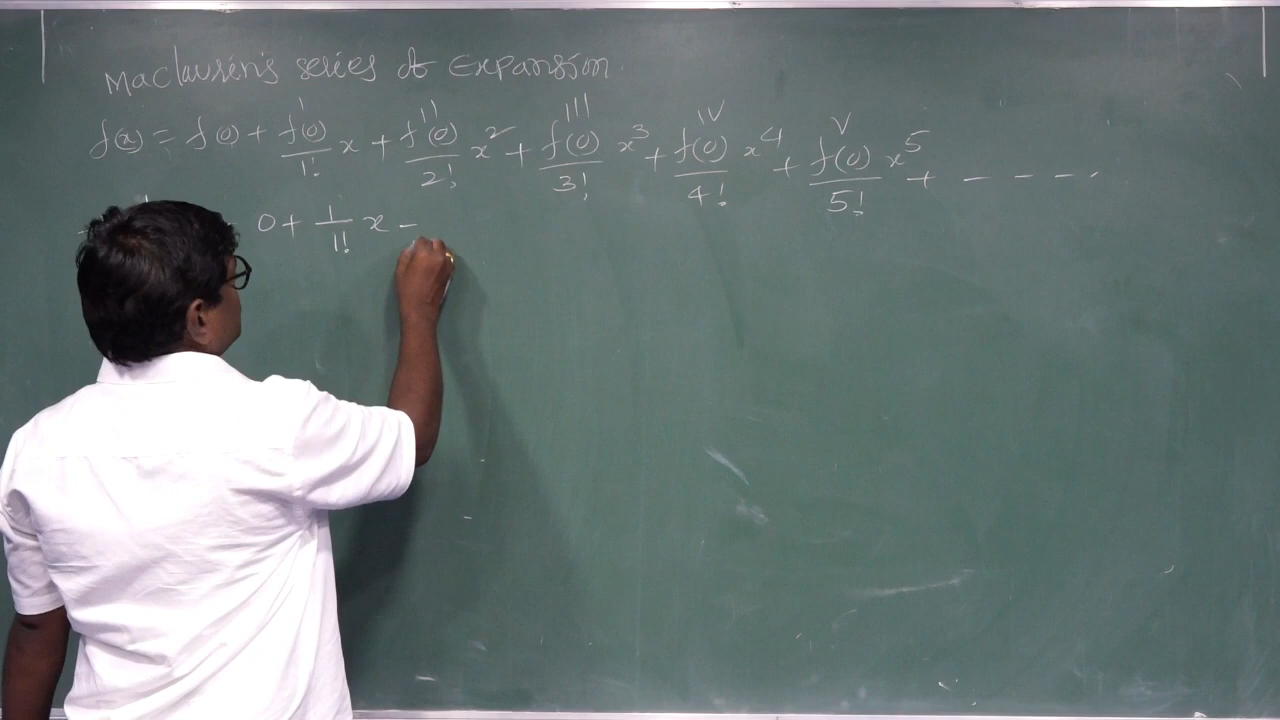 Maclaurin's series of Expansion.
f(x) = f(0) + f'(0)/1! x + f''(0)/2! x² + f'''(0)/3! x³ + f^IV(0)/4! x⁴ + f^V(0)/5! x⁵ + - - - - .
0 + 1/1! x -